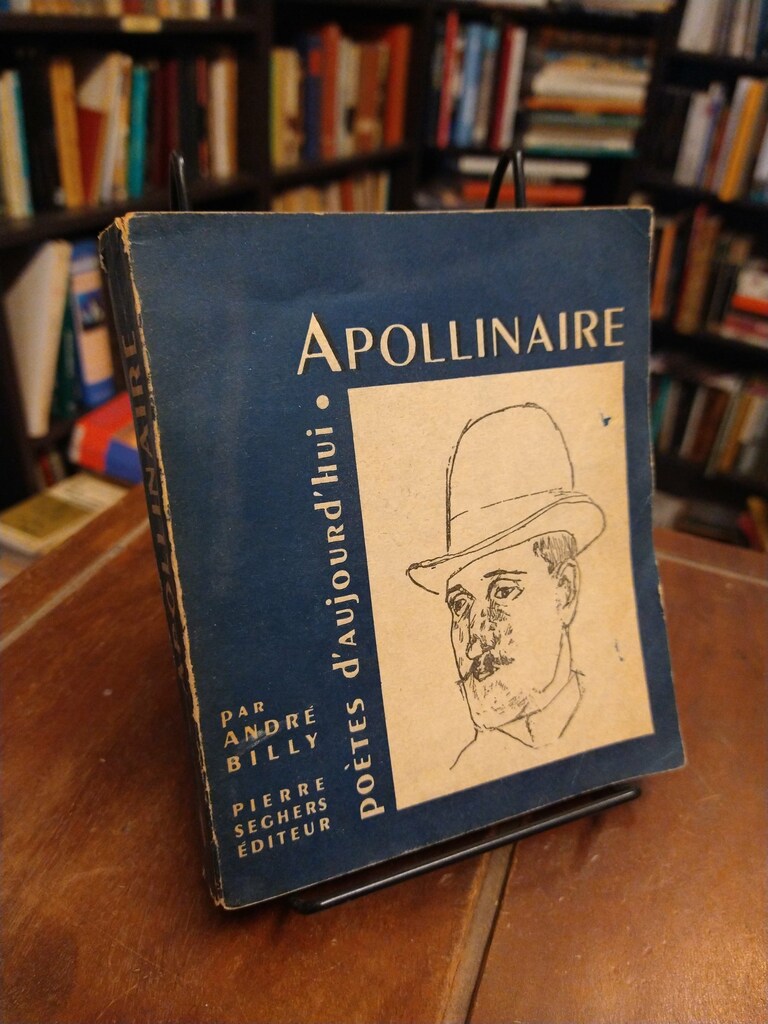 APOLLINAIRE
poètes d'aujourd'hui •
par
André
Billy
Pierre
Seghers
éditeur
APOLLINAIRE